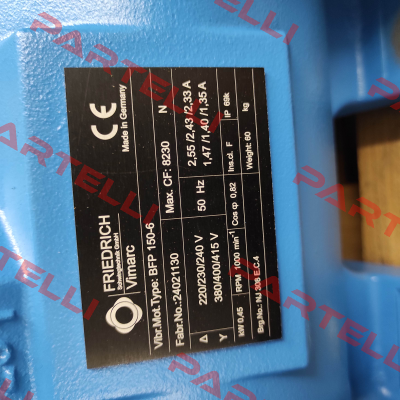 FRIEDRICH
Schwingtechnik GmbH
Vimarc
CE
Made in Germany
Vibr.Mot.Type: BFP 150-6 Max. CF: 8230 N
Fabr.No.:24021130
Δ 220/230/240 V 50 Hz 2,55 /2,43 /2,33 A
Y 380/400/415 V 1,47 /1,40 /1,35 A
kW 0,45 RPM 1000 min⁻¹ Cos φ 0,82 Ins.cl. F IP 69k
Brg.No.: NJ 308 E.C.4 Weight: 60 kg
PARTELLI
PARTELLI
PARTELLI